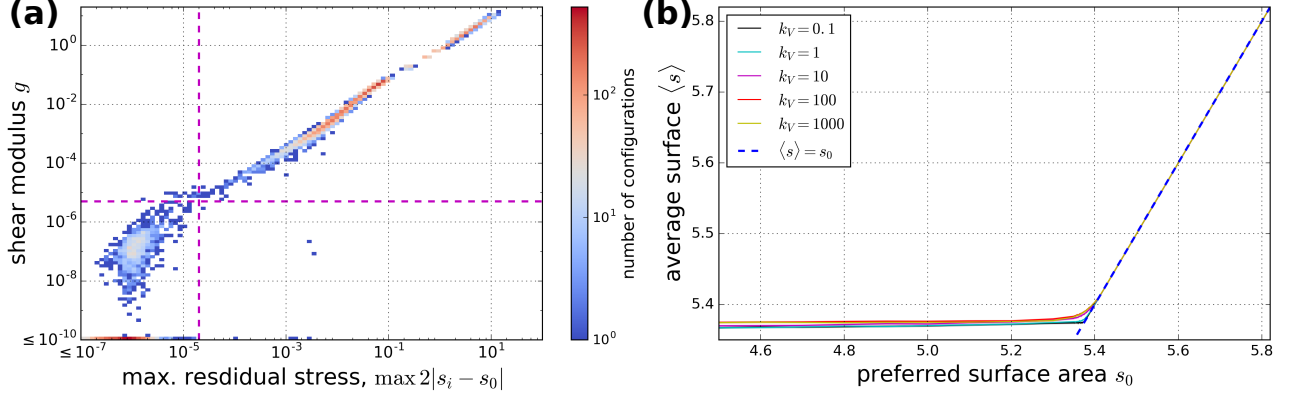 (a)
shear modulus g
10^0
10^-2
10^-4
10^-6
10^-8
≤ 10^-10
≤ 10^-7
10^-5
10^-3
10^-1
10^1
max. resdidual stress, max 2|s_i − s_0|
10^2
10^1
10^0
number of configurations
(b)
average surface ⟨s⟩
5.8
5.7
5.6
5.5
5.4
k_V = 0.1
k_V = 1
k_V = 10
k_V = 100
k_V = 1000
⟨s⟩ = s_0
4.6
4.8
5.0
5.2
5.4
5.6
5.8
preferred surface area s_0